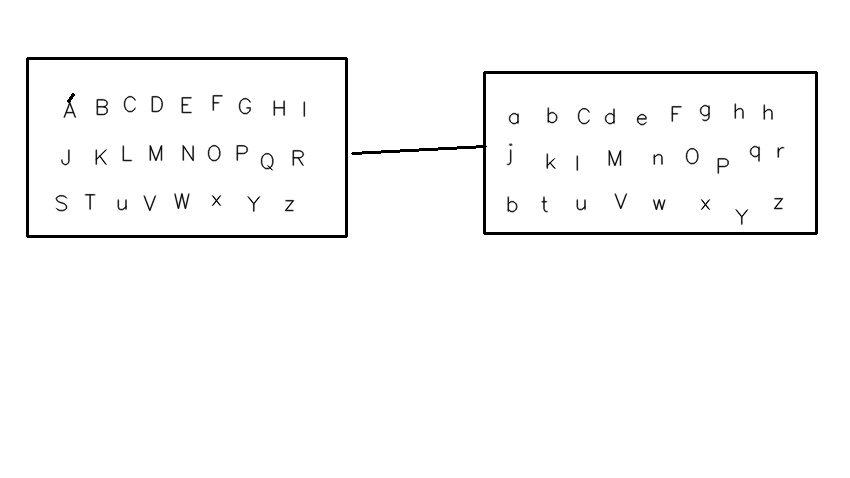 A B C D E F G H I
J K L M N O P Q R
S T u V W x Y z
a b C d e F g h h
j k l M n O P q r
b t u V w x Y z